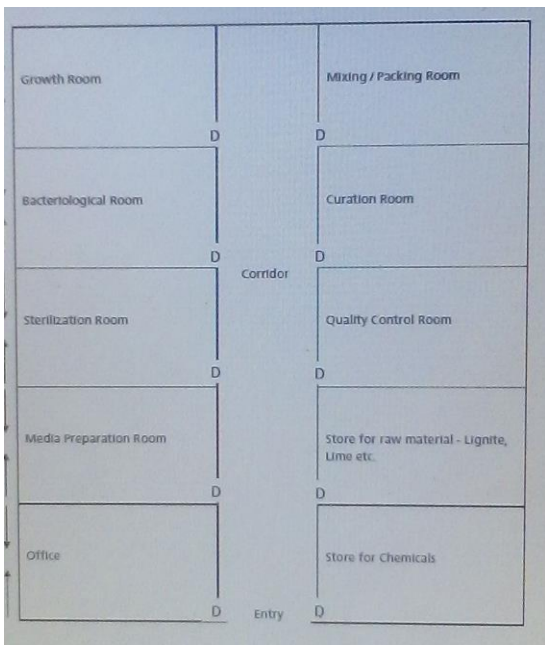 Growth Room
Mixing / Packing Room
D
D
Bacteriological Room
Curation Room
D
D
Corridor
Sterilization Room
Quality Control Room
D
D
Media Preparation Room
Store for raw material - Lignite,
Lime etc.
D
D
Office
Store for Chemicals
D
Entry
D